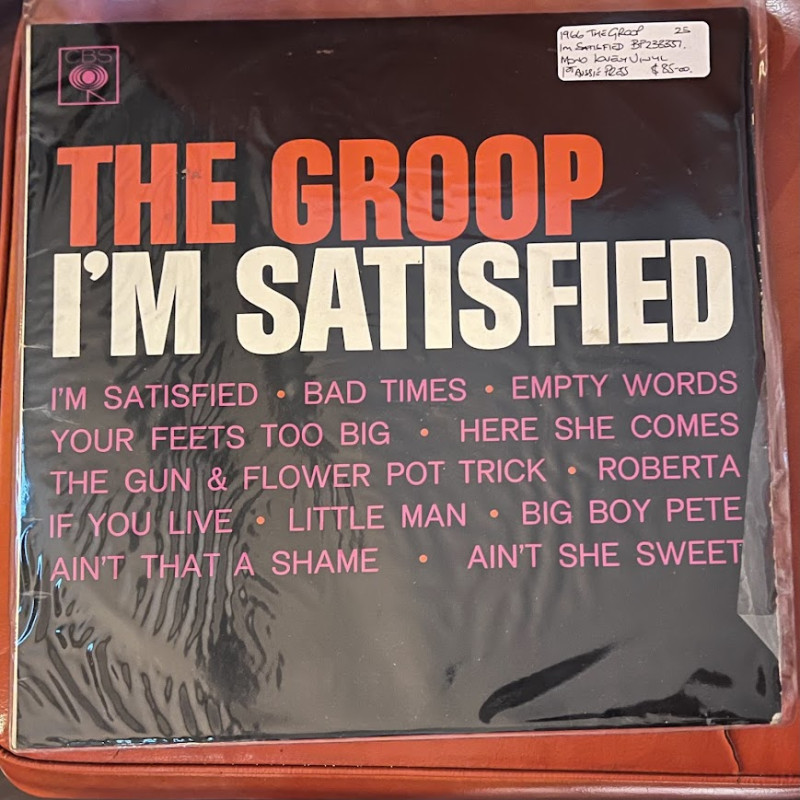 CBS
1966 THE GROOP 25
I'm SATISFIED BP233351.
MONO LOVELY VINYL
1ST AUSSIE PRESS $85-00.
THE GROOP
I'M SATISFIED
I'M SATISFIED • BAD TIMES • EMPTY WORDS
YOUR FEETS TOO BIG • HERE SHE COMES
THE GUN & FLOWER POT TRICK • ROBERTA
IF YOU LIVE • LITTLE MAN • BIG BOY PETE
AIN'T THAT A SHAME • AIN'T SHE SWEET